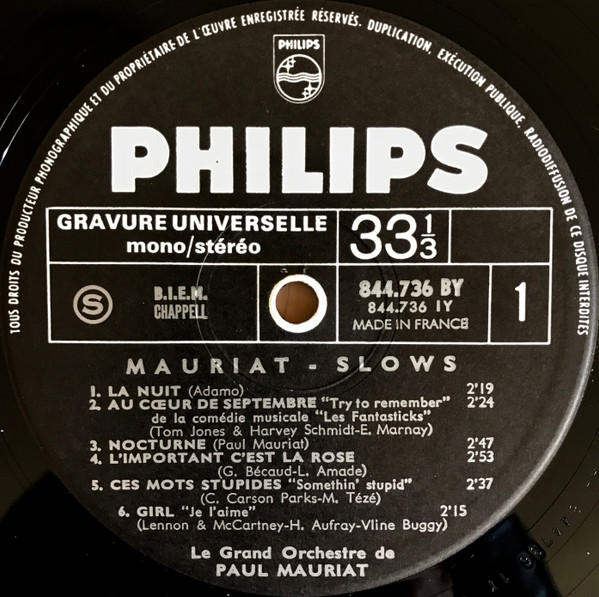 TOUS DROITS DU PRODUCTEUR PHONOGRAPHIQUE ET DU PROPRIÉTAIRE DE L'ŒUVRE ENREGISTRÉE RÉSERVÉS. DUPLICATION, EXÉCUTION PUBLIQUE, RADIODIFFUSION DE CE DISQUE INTERDITES
PHILIPS
PHILIPS
GRAVURE UNIVERSELLE
mono/stéréo
33 1/3
S
B.I.E.M.
CHAPPELL
844.736 BY
844.736 IY
MADE IN FRANCE
1
MAURIAT - SLOWS
1. LA NUIT (Adamo) 2'19
2. AU CŒUR DE SEPTEMBRE "Try to remember" 2'24
de la comédie musicale "Les Fantasticks"
(Tom Jones & Harvey Schmidt-E. Marnay)
3. NOCTURNE (Paul Mauriat) 2'47
4. L'IMPORTANT C'EST LA ROSE 2'53
(G. Bécaud-L. Amade)
5. CES MOTS STUPIDES "Somethin' stupid" 2'37
(C. Carson Parks-M. Tézé)
6. GIRL "Je l'aime" 2'15
(Lennon & McCartney-H. Aufray-Vline Buggy)
Le Grand Orchestre de
PAUL MAURIAT